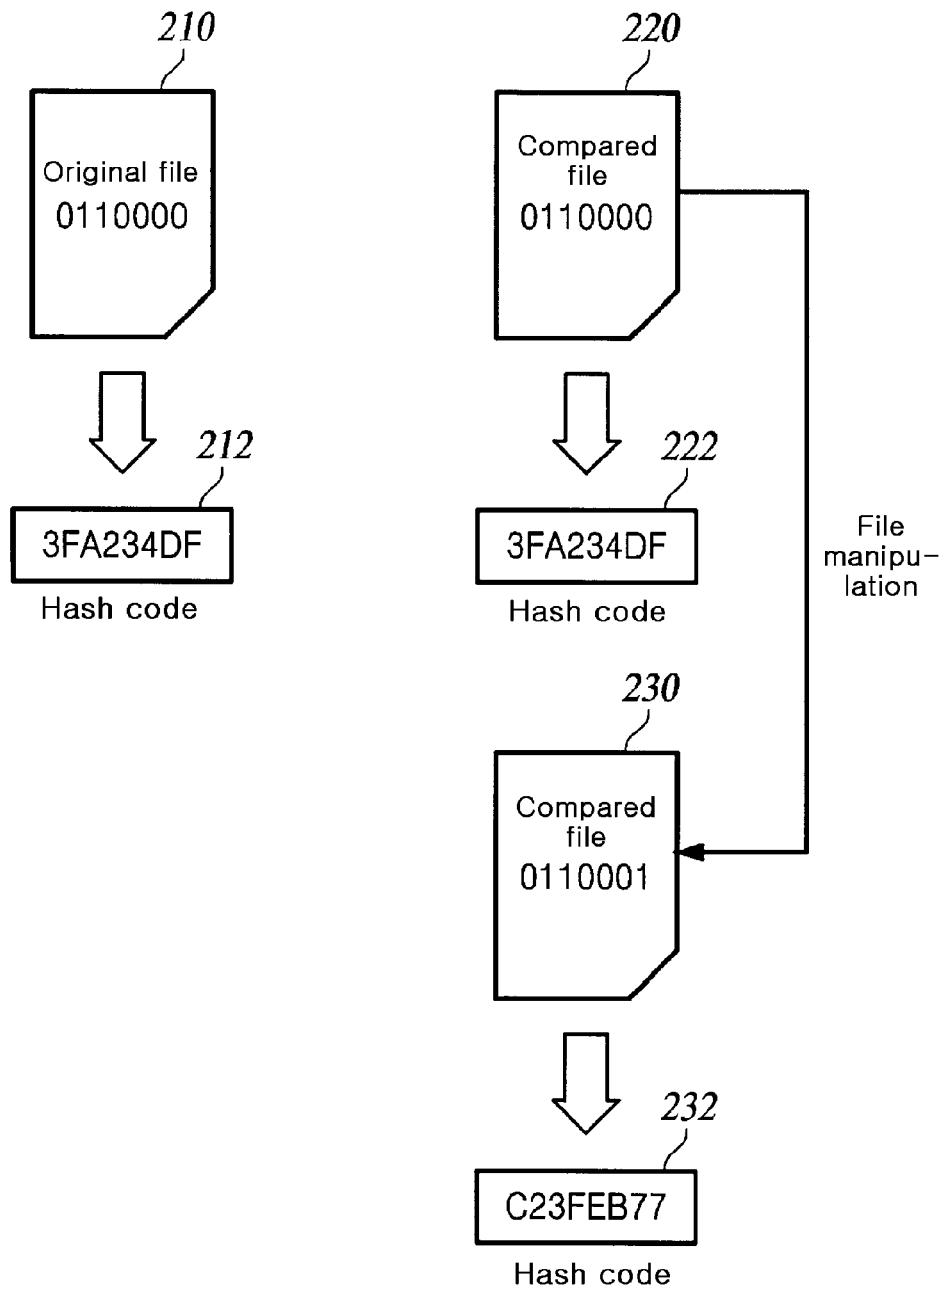 210
Original file
0110000
212
3FA234DF
Hash code
220
Compared
file
0110000
222
3FA234DF
Hash code
File
manipu-
lation
230
Compared
file
0110001
232
C23FEB77
Hash code